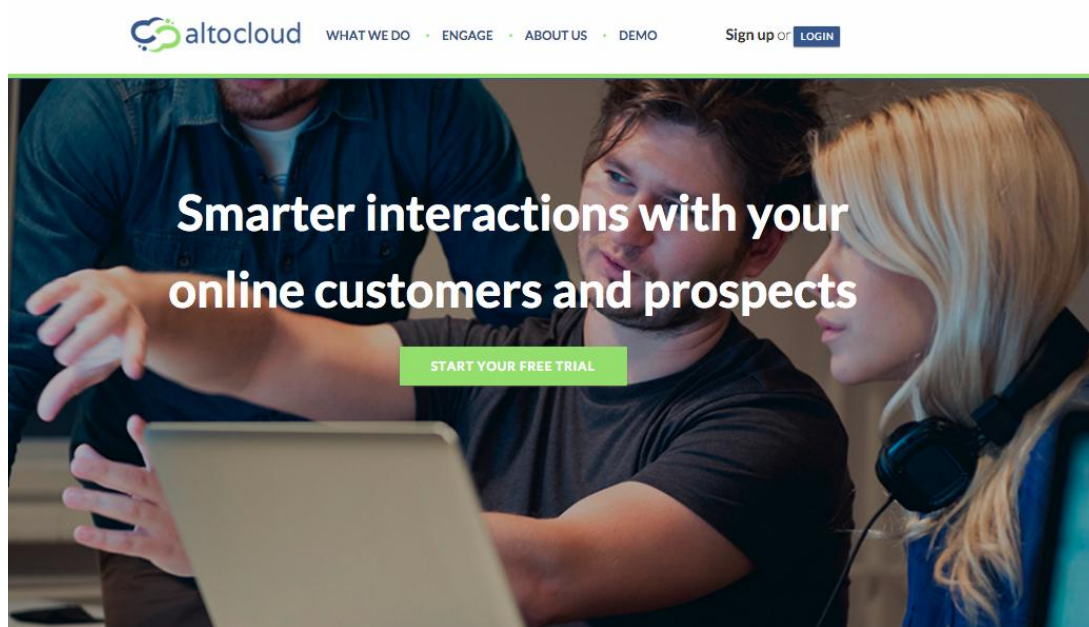 altocloud WHAT WE DO · ENGAGE · ABOUT US · DEMO Sign up or LOGIN
Smarter interactions with your
online customers and prospects
START YOUR FREE TRIAL